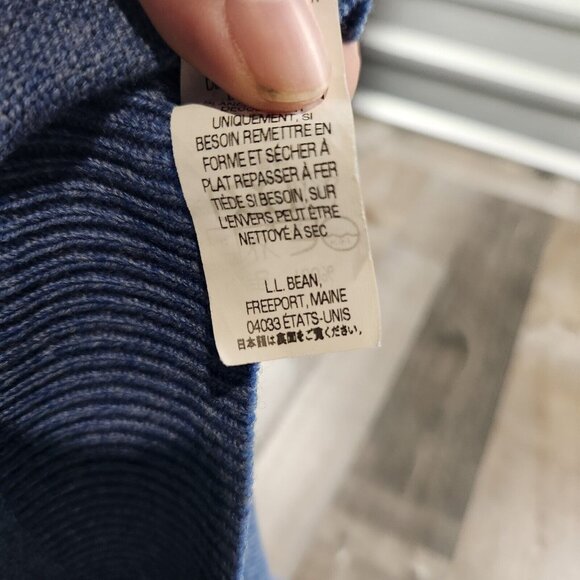 UNIQUEMENT, SI
BESOIN REMETTRE EN
FORME ET SÉCHER À
PLAT REPASSER À FER
TIÈDE SI BESOIN, SUR
L'ENVERS PEUT ÊTRE
NETTOYÉ À SEC
L.L. BEAN,
FREEPORT, MAINE
04033 ÉTATS-UNIS
日本語は裏面をご覧ください。